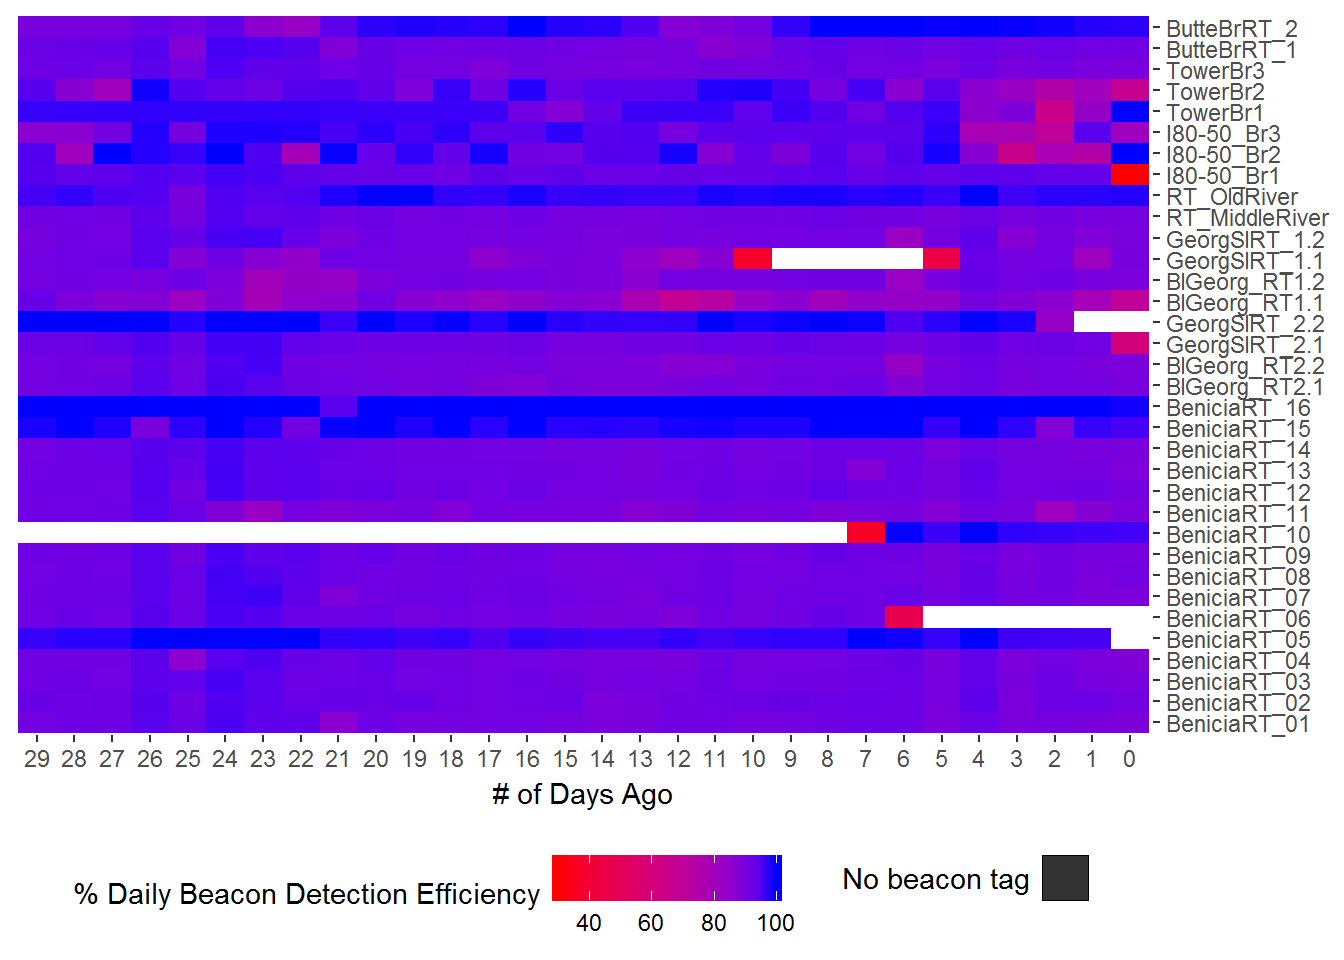 ButteBrRT_2
ButteBrRT_1
TowerBr3
TowerBr2
TowerBr1
I80-50_Br3
I80-50_Br2
I80-50_Br1
RT_OldRiver
RT_MiddleRiver
GeorgSlRT_1.2
GeorgSlRT_1.1
BlGeorg_RT1.2
BlGeorg_RT1.1
GeorgSlRT_2.2
GeorgSlRT_2.1
BlGeorg_RT2.2
BlGeorg_RT2.1
BeniciaRT_16
BeniciaRT_15
BeniciaRT_14
BeniciaRT_13
BeniciaRT_12
BeniciaRT_11
BeniciaRT_10
BeniciaRT_09
BeniciaRT_08
BeniciaRT_07
BeniciaRT_06
BeniciaRT_05
BeniciaRT_04
BeniciaRT_03
BeniciaRT_02
BeniciaRT_01
29 28 27 26 25 24 23 22 21 20 19 18 17 16 15 14 13 12 11 10 9 8 7 6 5 4 3 2 1 0
# of Days Ago
% Daily Beacon Detection Efficiency
40 60 80 100
No beacon tag